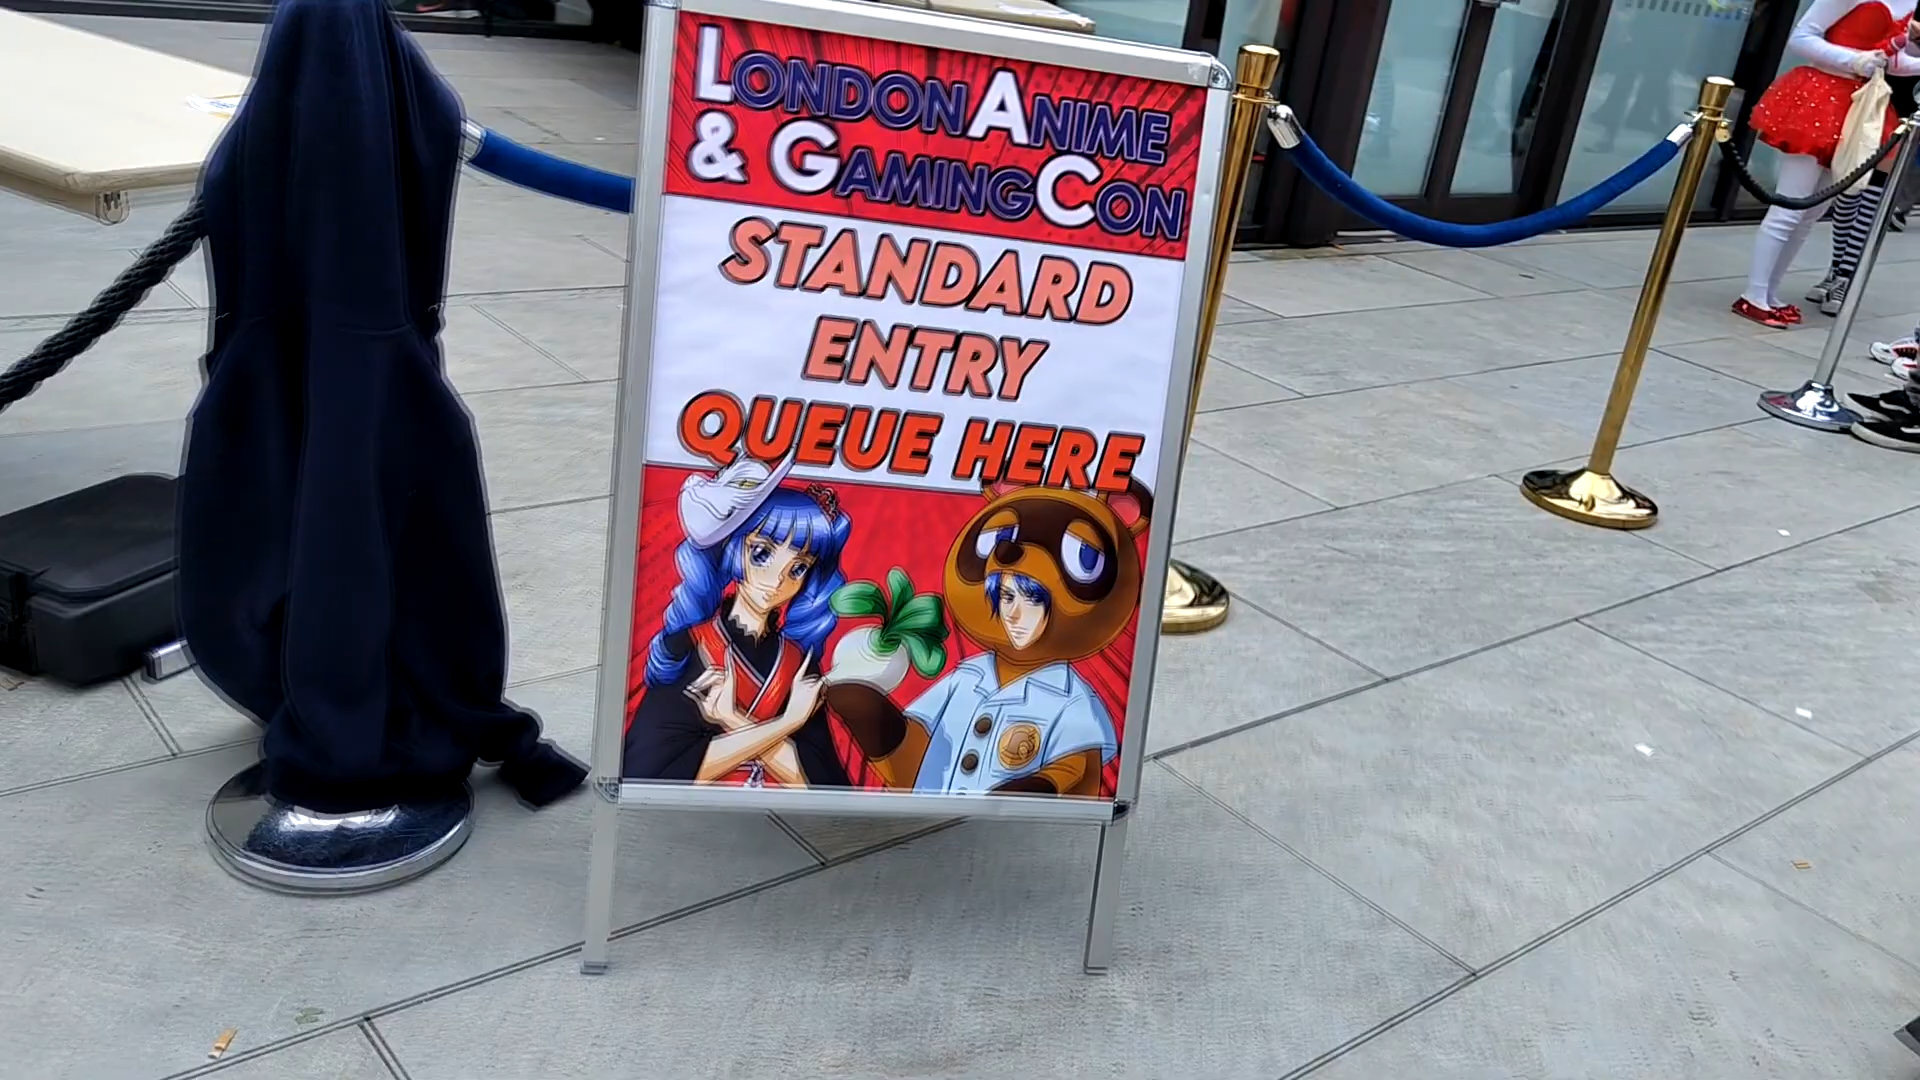 LONDON ANIME
& GAMING CON
STANDARD
ENTRY
QUEUE HERE